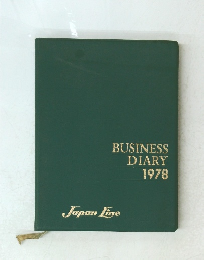 BUSINESS
DIARY
1978
Japan Line